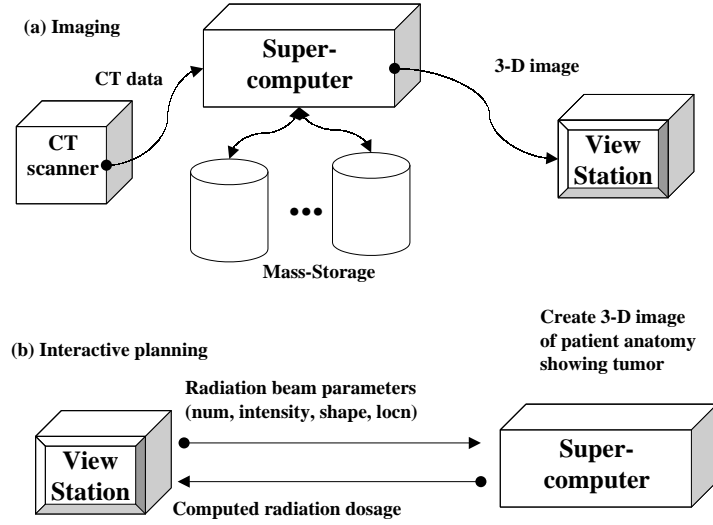 (a) Imaging
Super-
computer
CT data
3-D image
CT
scanner
View
Station
Mass-Storage
Create 3-D image
of patient anatomy
showing tumor
(b) Interactive planning
Radiation beam parameters
(num, intensity, shape, locn)
View
Station
Super-
computer
Computed radiation dosage